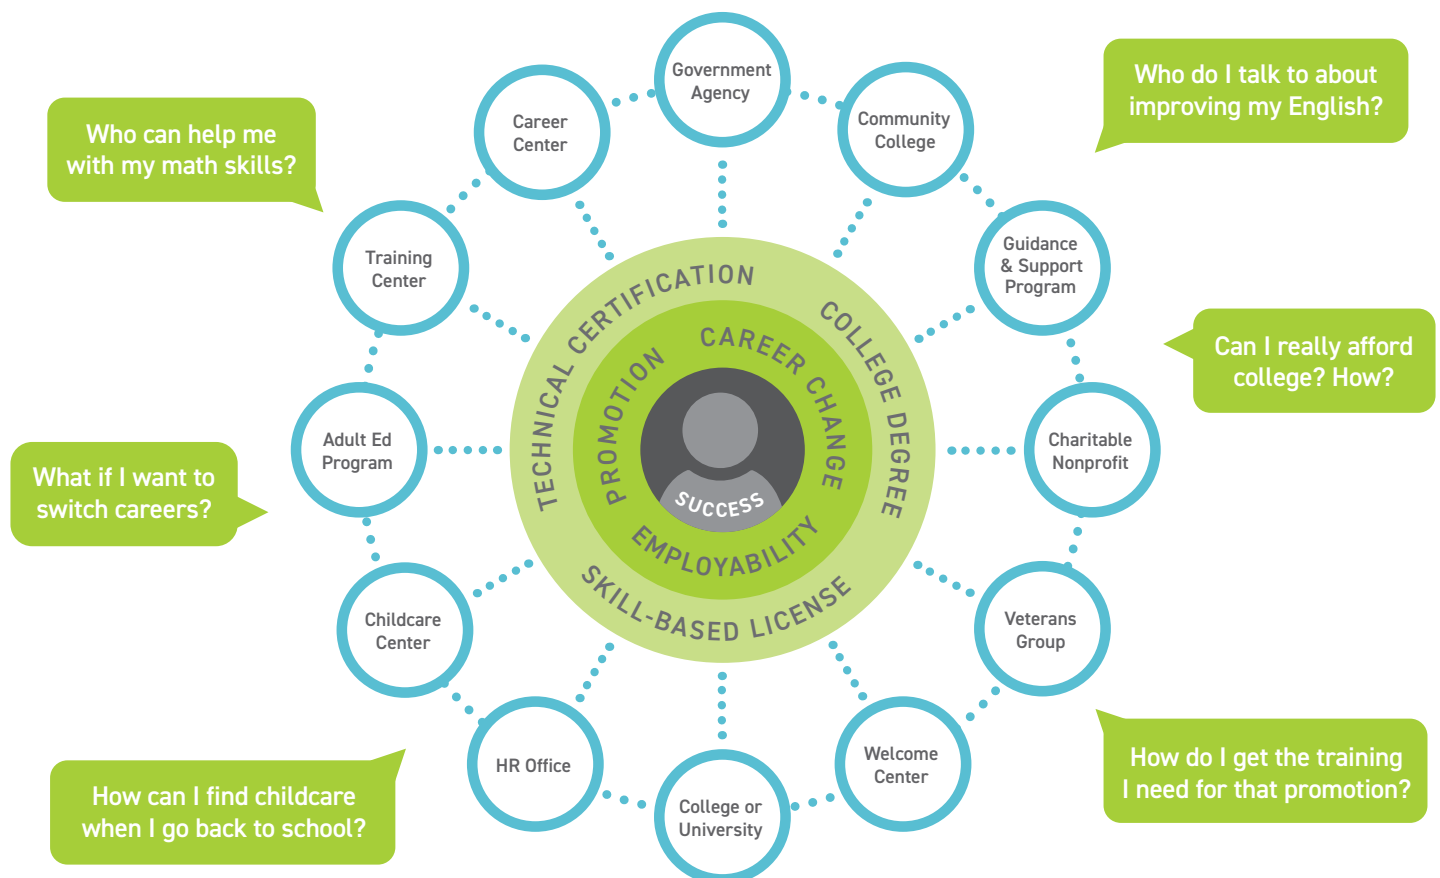 Government
Agency
Career
Center
Community
College
Who do I talk to about
improving my English?
Who can help me
with my math skills?
Training
Center
Guidance
& Support
Program
TECHNICAL CERTIFICATION
COLLEGE DEGREE
SKILL-BASED LICENSE
PROMOTION
CAREER CHANGE
EMPLOYABILITY
SUCCESS
Can I really afford
college? How?
Adult Ed
Program
Charitable
Nonprofit
What if I want to
switch careers?
Childcare
Center
Veterans
Group
HR Office
Welcome
Center
College or
University
How can I find childcare
when I go back to school?
How do I get the training
I need for that promotion?